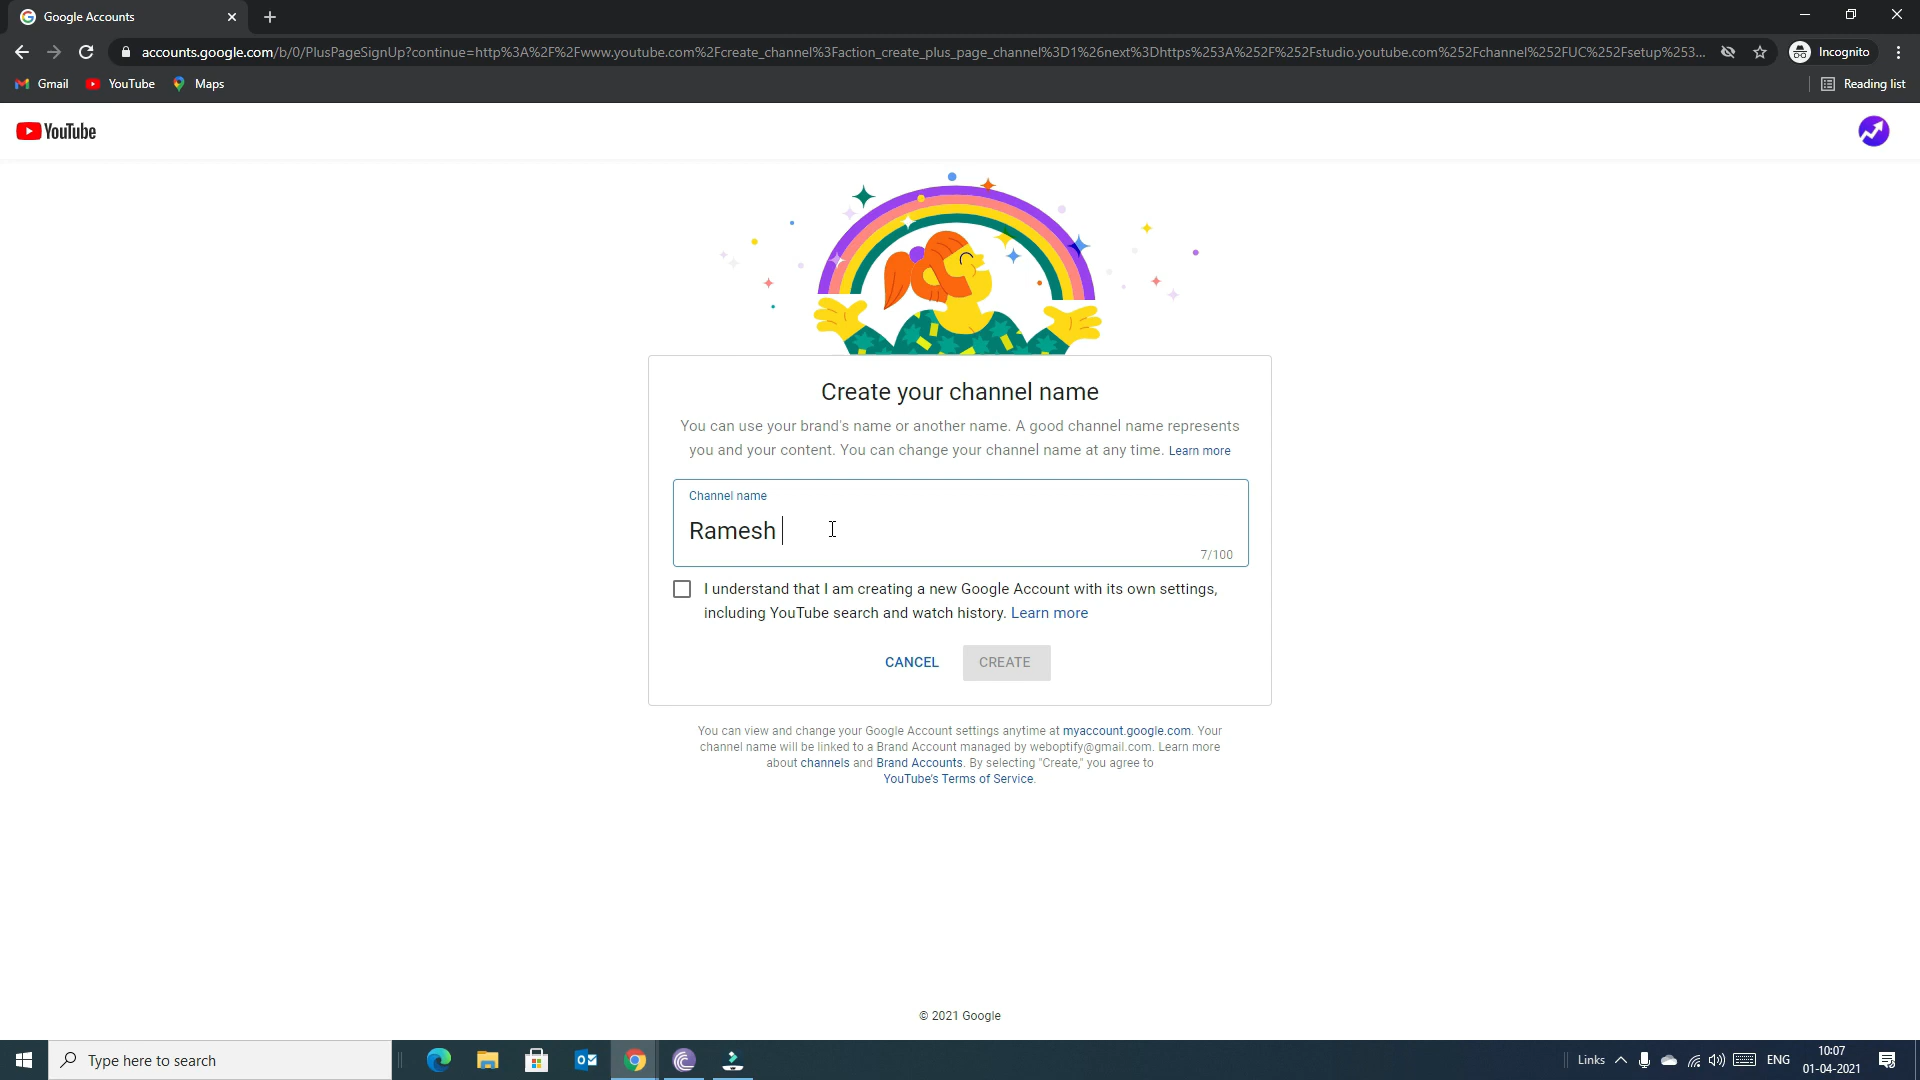 Google Accounts
accounts.google.com/b/0/PlusPageSignUp?continue=http%3A%2F%2Fwww.youtube.com%2Fcreate_channel%3Faction_create_plus_page_channel%3D1%26next%3Dhttps%253A%252F%252Fstudio.youtube.com%252Fchannel%252FUC%252Fsetup%253...
Incognito
Gmail
YouTube
Maps
Reading list
YouTube
Create your channel name
You can use your brand's name or another name. A good channel name represents
you and your content. You can change your channel name at any time. Learn more
Channel name
Ramesh
7/100
I understand that I am creating a new Google Account with its own settings,
including YouTube search and watch history. Learn more
CANCEL
CREATE
You can view and change your Google Account settings anytime at myaccount.google.com. Your
channel name will be linked to a Brand Account managed by weboptify@gmail.com. Learn more
about channels and Brand Accounts. By selecting "Create," you agree to
YouTube's Terms of Service.
© 2021 Google
Type here to search
Links
ENG
10:07
01-04-2021